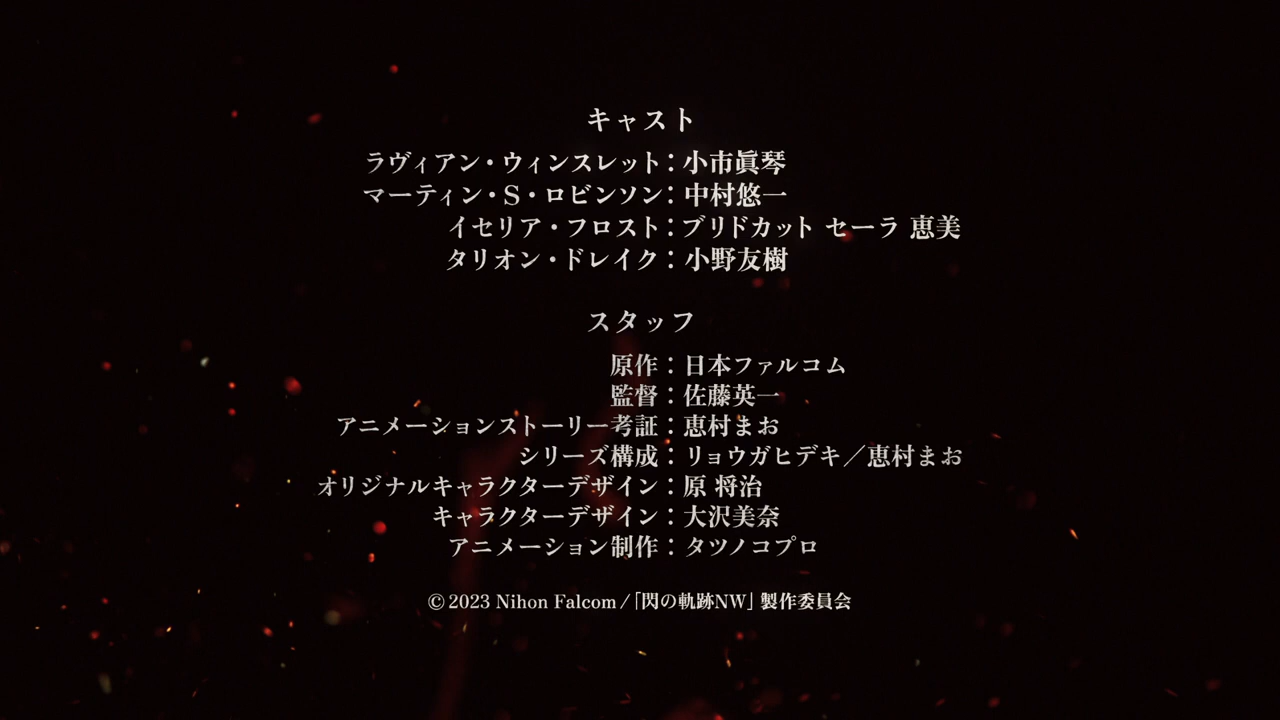 キャスト
ラヴィアン・ウィンスレット：小市眞琴
マーティン・S・ロビンソン：中村悠一
イセリア・フロスト：ブリドカット セーラ 恵美
タリオン・ドレイク：小野友樹
スタッフ
原作：日本ファルコム
監督：佐藤英一
アニメーションストーリー考証：恵村まお
シリーズ構成：リョウガヒデキ／恵村まお
オリジナルキャラクターデザイン：原 将治
キャラクターデザイン：大沢美奈
アニメーション制作：タツノコプロ
© 2023 Nihon Falcom /「閃の軌跡NW」製作委員会